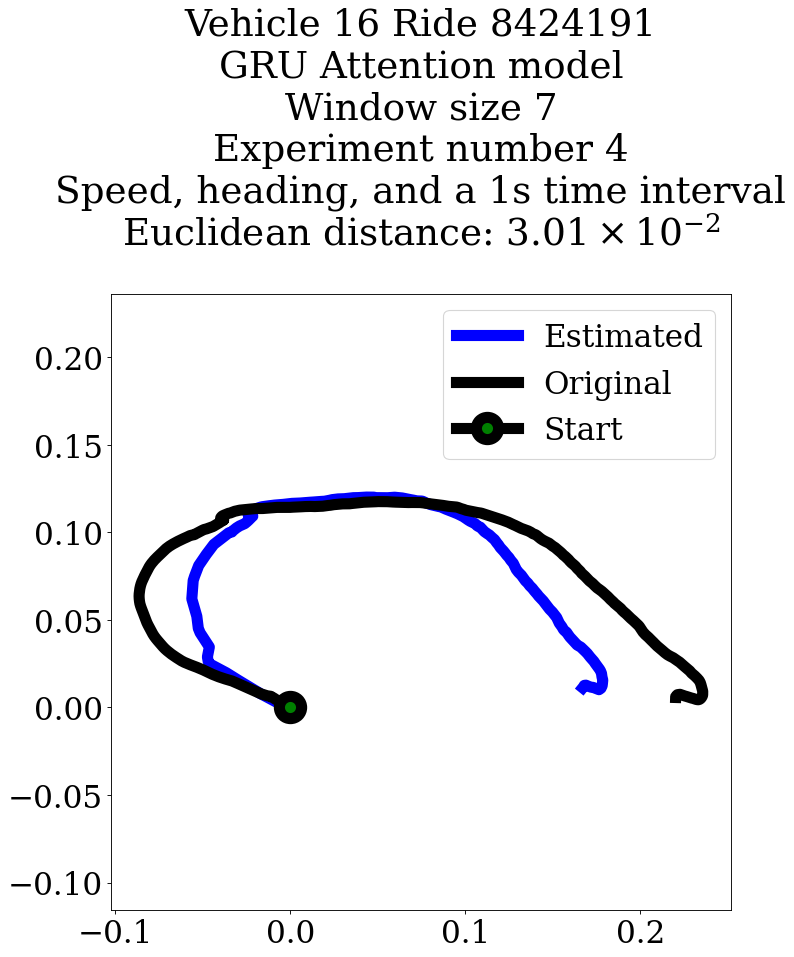 Vehicle 16 Ride 8424191
GRU Attention model
Window size 7
Experiment number 4
Speed, heading, and a 1s time interval
Euclidean distance: 3.01 × 10⁻²
Estimated
Original
Start
0.20
0.15
0.10
0.05
0.00
−0.05
−0.10
−0.1
0.0
0.1
0.2